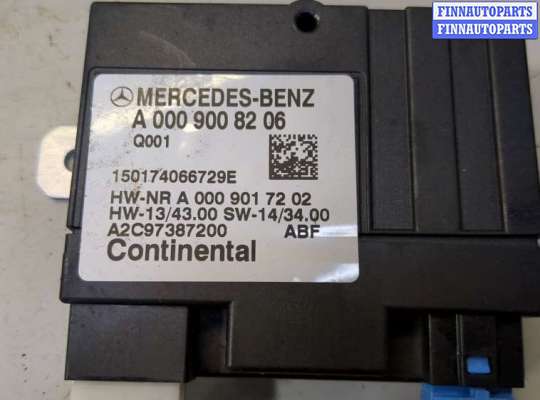 FINNAUTOPARTS
FINNAUTOPARTS
MERCEDES-BENZ
A 000 900 82 06
Q001
150174066729E
HW-NR A 000 901 72 02
HW-13/43.00 SW-14/34.00
A2C97387200 ABF
Continental